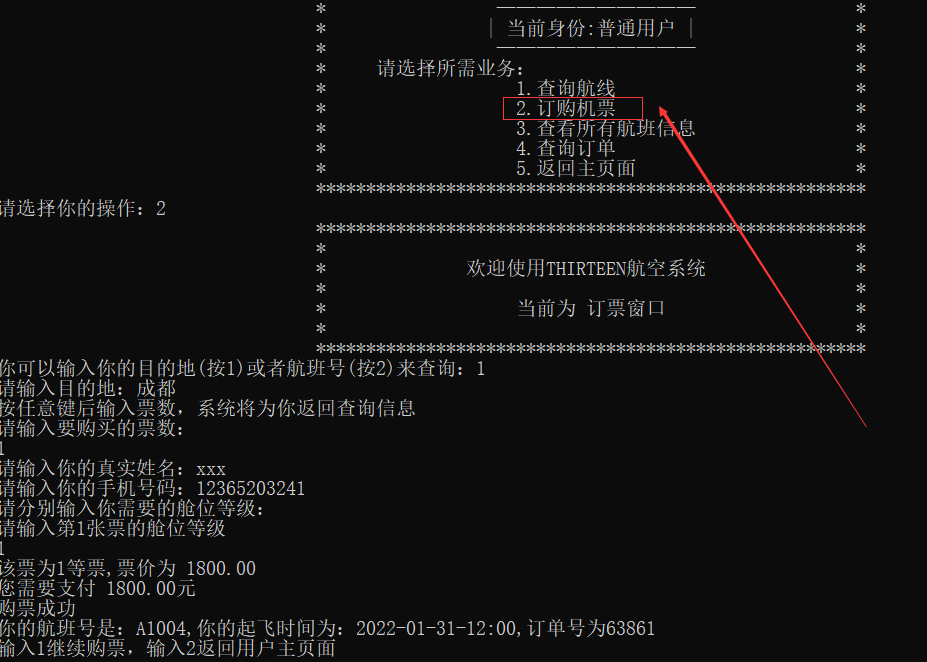 * ———————————————————— *
* | 当前身份:普通用户 | *
* ———————————————————— *
* 请选择所需业务: *
* 1.查询航线 *
* 2.订购机票 *
* 3.查看所有航班信息 *
* 4.查询订单 *
* 5.返回主页面 *
*******************************************************
请选择你的操作: 2
*******************************************************
* *
* 欢迎使用THIRTEEN航空系统 *
* *
* 当前为 订票窗口 *
* *
*******************************************************
你可以输入你的目的地(按1)或者航班号(按2)来查询: 1
请输入目的地: 成都
按任意键后输入票数, 系统将为你返回查询信息
请输入要购买的票数:
1
请输入你的真实姓名: xxx
请输入你的手机号码: 12365203241
请分别输入你需要的舱位等级:
请输入第1张票的舱位等级
1
该票为1等票,票价为 1800.00
您需要支付 1800.00元
购票成功
你的航班号是: A1004,你的起飞时间为: 2022-01-31-12:00,订单号为63861
输入1继续购票, 输入2返回用户主页面